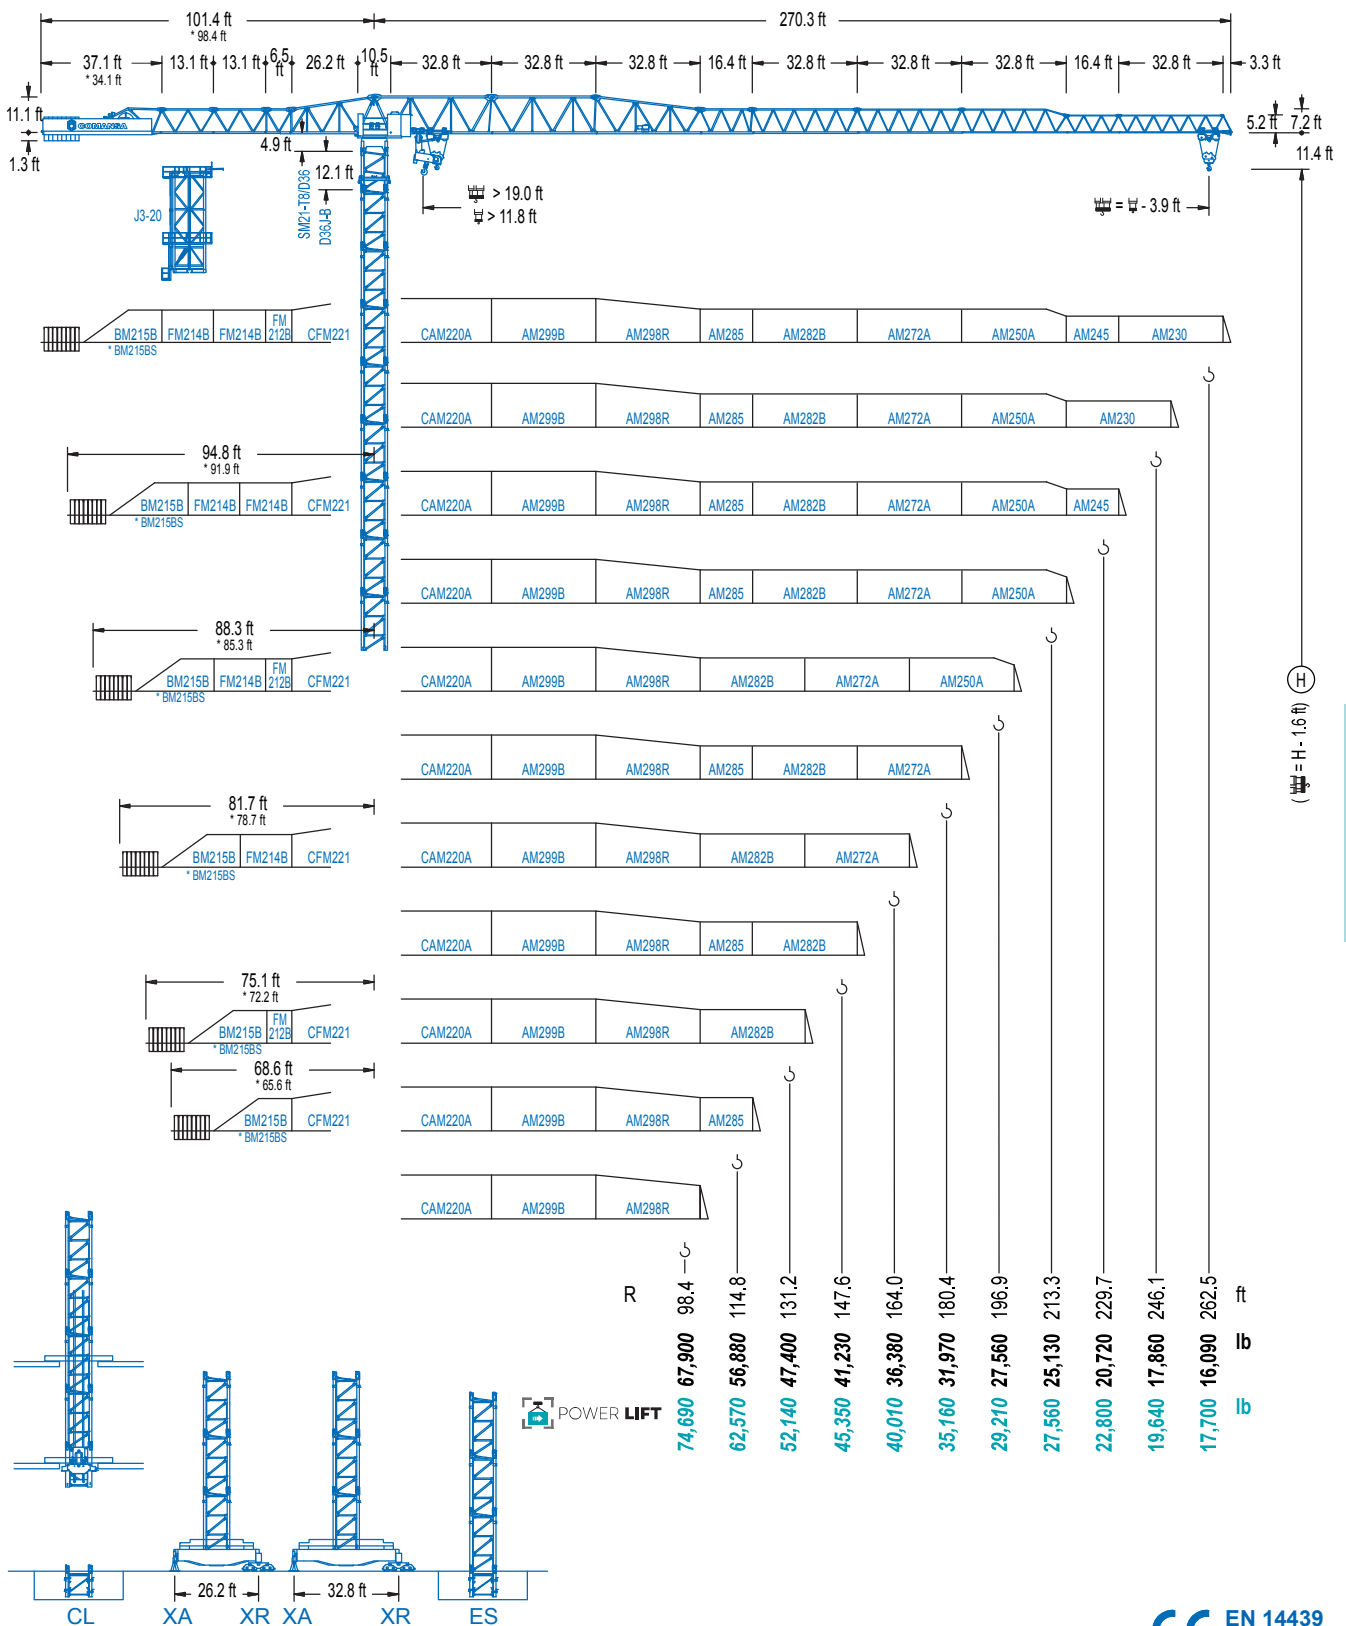 101.4 ft
* 98.4 ft
270.3 ft
37.1 ft
* 34.1 ft
13.1 ft
13.1 ft
6.5 ft
26.2 ft
10.5 ft
32.8 ft
32.8 ft
32.8 ft
16.4 ft
32.8 ft
32.8 ft
32.8 ft
16.4 ft
32.8 ft
3.3 ft
11.1 ft
COMANSA
1.3 ft
4.9 ft
12.1 ft
5.2 ft
7.2 ft
11.4 ft
SM21-T8/D36
D36J-B
J3-20
> 19.0 ft
> 11.8 ft
= - 3.9 ft
BM215B FM214B FM214B FM 212B CFM221
* BM215BS
CAM220A AM299B AM298R AM285 AM282B AM272A AM250A AM245 AM230
CAM220A AM299B AM298R AM285 AM282B AM272A AM250A AM230
94.8 ft
* 91.9 ft
BM215B FM214B FM214B CFM221
* BM215BS
CAM220A AM299B AM298R AM285 AM282B AM272A AM250A AM245
CAM220A AM299B AM298R AM285 AM282B AM272A AM250A
88.3 ft
* 85.3 ft
BM215B FM214B FM 212B CFM221
* BM215BS
CAM220A AM299B AM298R AM282B AM272A AM250A
H
( = H - 1.6 ft)
CAM220A AM299B AM298R AM285 AM282B AM272A
81.7 ft
* 78.7 ft
BM215B FM214B CFM221
* BM215BS
CAM220A AM299B AM298R AM282B AM272A
CAM220A AM299B AM298R AM285 AM282B
75.1 ft
* 72.2 ft
BM215B FM 212B CFM221
* BM215BS
CAM220A AM299B AM298R AM282B
68.6 ft
* 65.6 ft
BM215B CFM221
* BM215BS
CAM220A AM299B AM298R AM285
CAM220A AM299B AM298R
R 98.4 114.8 131.2 147.6 164.0 180.4 196.9 213.3 229.7 246.1 262.5 ft
67,900 56,880 47,400 41,230 36,380 31,970 27,560 25,130 20,720 17,860 16,090 lb
POWER LIFT 74,690 62,570 52,140 45,350 40,010 35,160 29,210 27,560 22,800 19,640 17,700 lb
26.2 ft
32.8 ft
CL XA XR XA XR ES
CE EN 14439